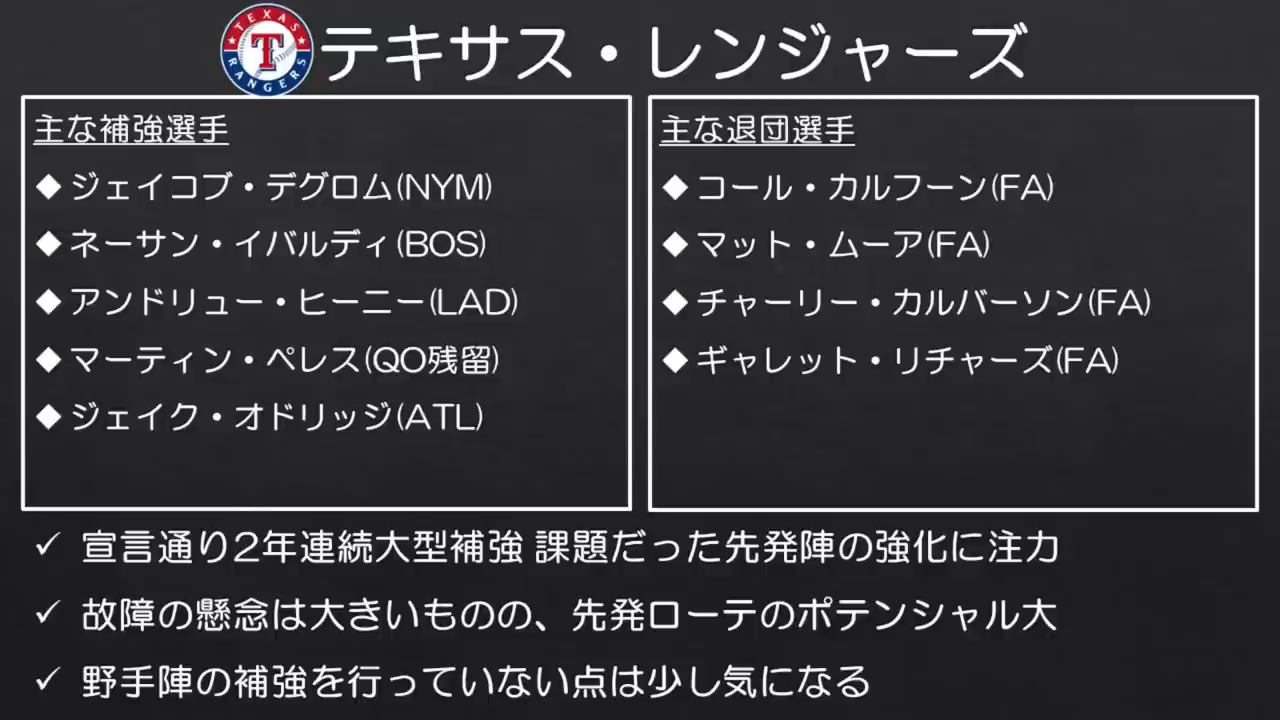 TEXAS
T
RANGERS
テキサス・レンジャーズ
主な補強選手
◆ジェイコブ・デグロム(NYM)
◆ネーサン・イバルディ(BOS)
◆アンドリュー・ヒーニー(LAD)
◆マーティン・ペレス(QO残留)
◆ジェイク・オドリッジ(ATL)
主な退団選手
◆コール・カルフーン(FA)
◆マット・ムーア(FA)
◆チャーリー・カルバーソン(FA)
◆ギャレット・リチャーズ(FA)
✓ 宣言通り2年連続大型補強 課題だった先発陣の強化に注力
✓ 故障の懸念は大きいものの、先発ローテのポテンシャル大
✓ 野手陣の補強を行っていない点は少し気になる